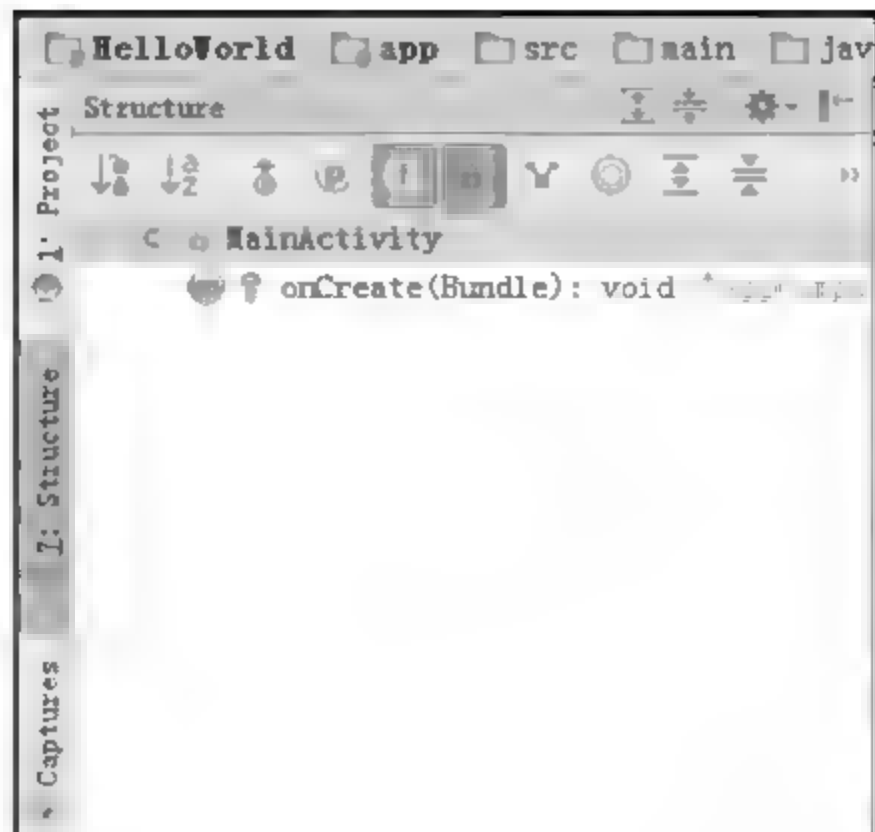 HelloWorld app src main jav
Structure
MainActivity
onCreate(Bundle): void
1: Project
7: Structure
Captures